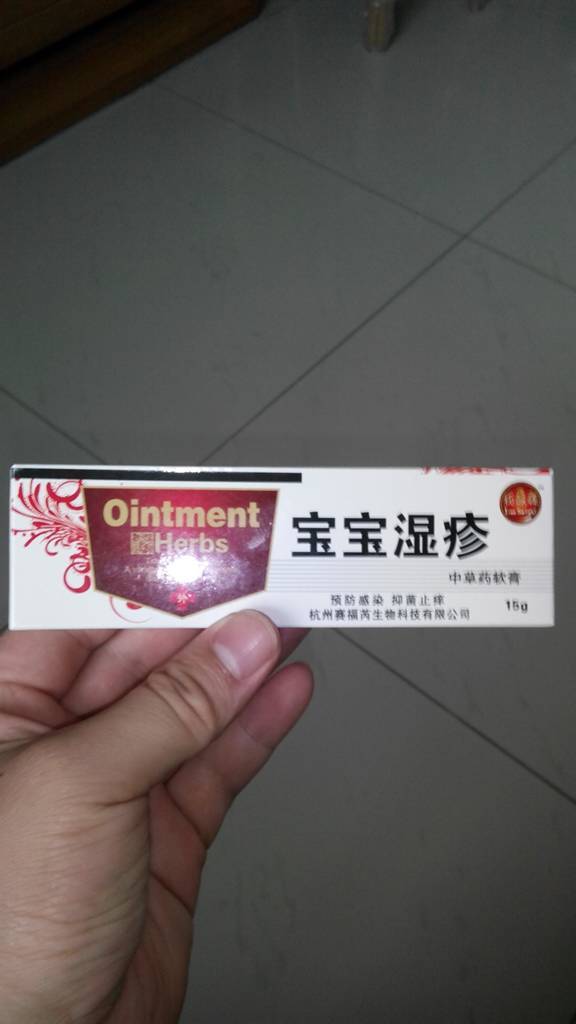 Ointment
Herbs
宝宝湿疹
中草药软膏
预防感染 抑菌止痒
杭州赛福芮生物科技有限公司
15g